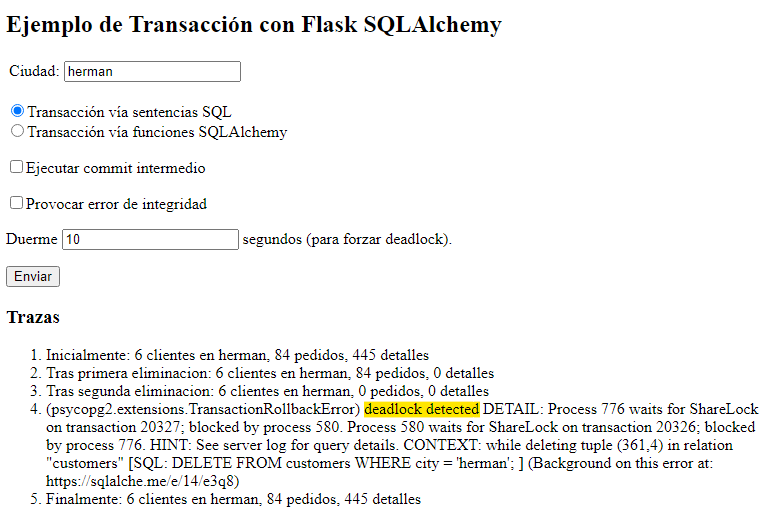 Ejemplo de Transacción con Flask SQLAlchemy
Ciudad: herman
Transacción vía sentencias SQL
Transacción vía funciones SQLAlchemy
Ejecutar commit intermedio
Provocar error de integridad
Duerme 10 segundos (para forzar deadlock).
Enviar
Trazas
1. Inicialmente: 6 clientes en herman, 84 pedidos, 445 detalles
2. Tras primera eliminacion: 6 clientes en herman, 84 pedidos, 0 detalles
3. Tras segunda eliminacion: 6 clientes en herman, 0 pedidos, 0 detalles
4. (psycopg2.extensions.TransactionRollbackError) deadlock detected DETAIL: Process 776 waits for ShareLock
on transaction 20327; blocked by process 580. Process 580 waits for ShareLock on transaction 20326; blocked
by process 776. HINT: See server log for query details. CONTEXT: while deleting tuple (361,4) in relation
"customers" [SQL: DELETE FROM customers WHERE city = 'herman'; ] (Background on this error at:
https://sqlalche.me/e/14/e3q8)
5. Finalmente: 6 clientes en herman, 84 pedidos, 445 detalles